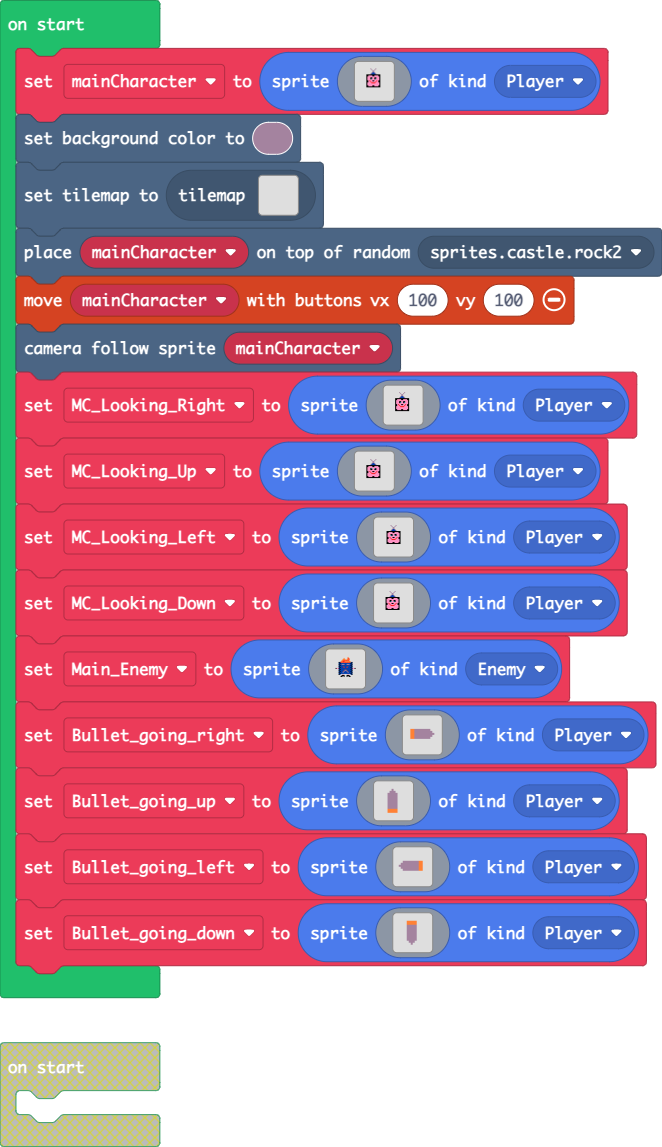 on start
set mainCharacter to sprite of kind Player
set background color to
set tilemap to tilemap
place mainCharacter on top of random sprites.castle.rock2
move mainCharacter with buttons vx 100 vy 100
camera follow sprite mainCharacter
set MC_Looking_Right to sprite of kind Player
set MC_Looking_Up to sprite of kind Player
set MC_Looking_Left to sprite of kind Player
set MC_Looking_Down to sprite of kind Player
set Main_Enemy to sprite of kind Enemy
set Bullet_going_right to sprite of kind Player
set Bullet_going_up to sprite of kind Player
set Bullet_going_left to sprite of kind Player
set Bullet_going_down to sprite of kind Player
on start